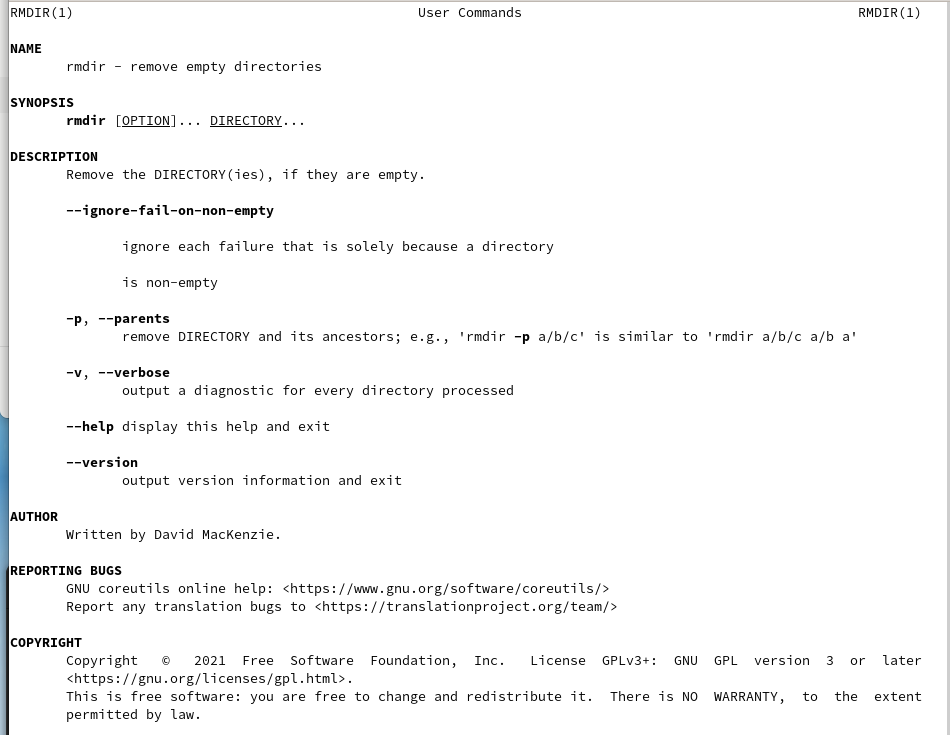 RMDIR(1) User Commands RMDIR(1)
NAME
rmdir - remove empty directories
SYNOPSIS
rmdir [OPTION]... DIRECTORY...
DESCRIPTION
Remove the DIRECTORY(ies), if they are empty.
--ignore-fail-on-non-empty
ignore each failure that is solely because a directory
is non-empty
-p, --parents
remove DIRECTORY and its ancestors; e.g., 'rmdir -p a/b/c' is similar to 'rmdir a/b/c a/b a'
-v, --verbose
output a diagnostic for every directory processed
--help display this help and exit
--version
output version information and exit
AUTHOR
Written by David MacKenzie.
REPORTING BUGS
GNU coreutils online help: <https://www.gnu.org/software/coreutils/>
Report any translation bugs to <https://translationproject.org/team/>
COPYRIGHT
Copyright © 2021 Free Software Foundation, Inc. License GPLv3+: GNU GPL version 3 or later
<https://gnu.org/licenses/gpl.html>.
This is free software: you are free to change and redistribute it. There is NO WARRANTY, to the extent
permitted by law.